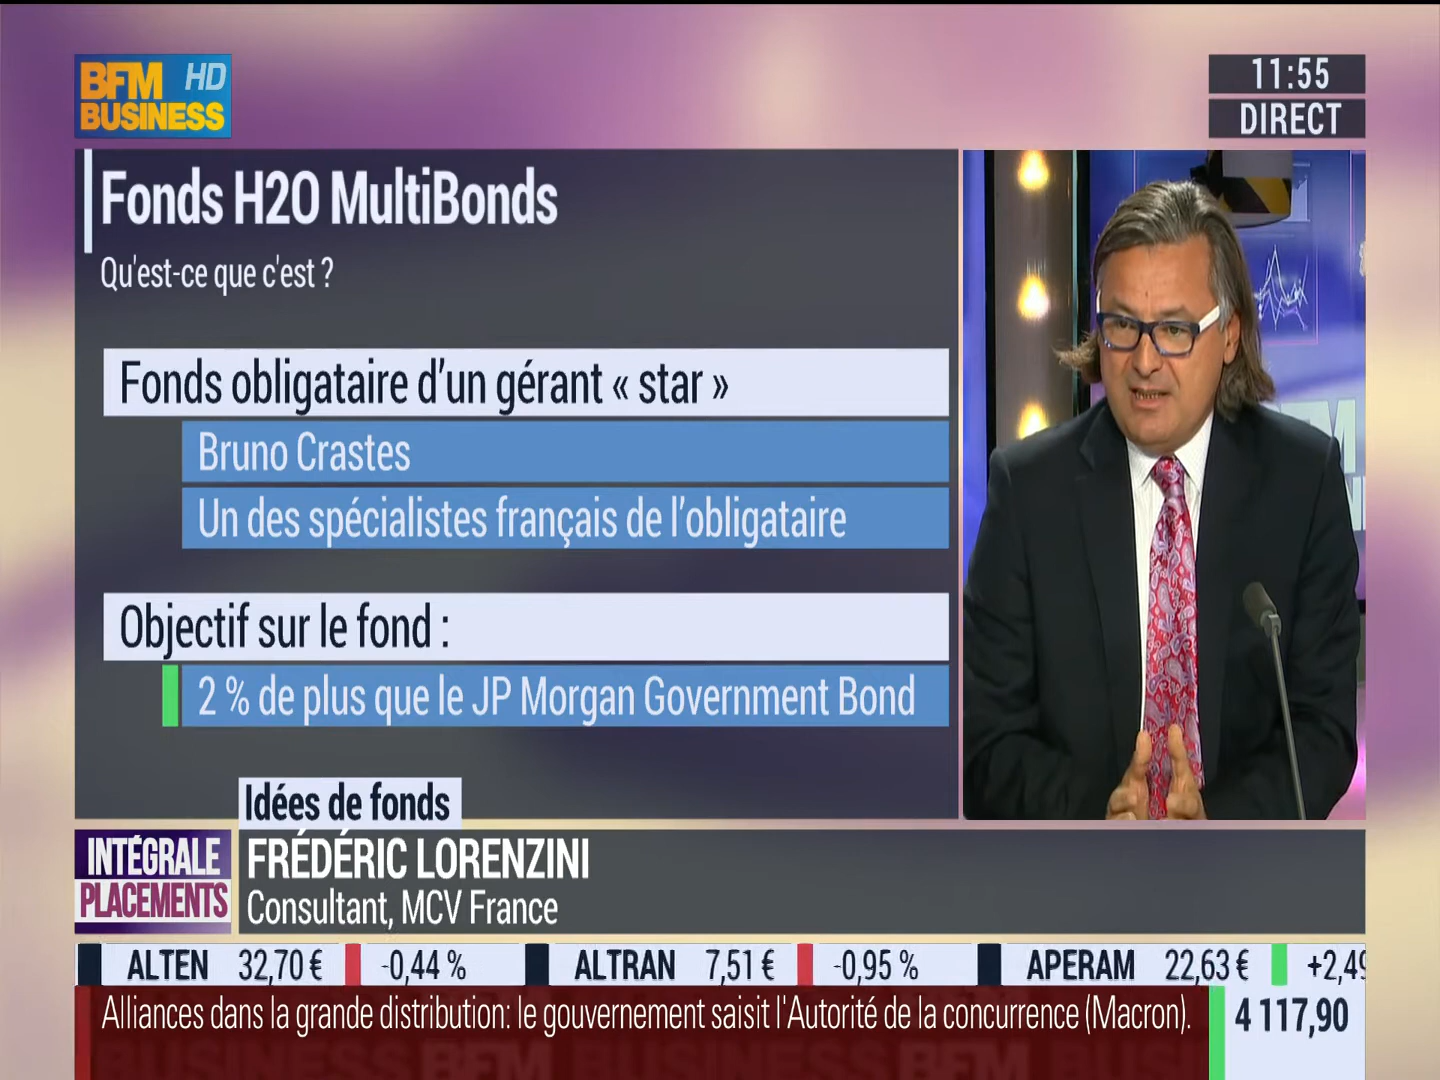 BFM HD
BUSINESS
11:55
DIRECT
Fonds H2O MultiBonds
Qu'est-ce que c'est ?
Fonds obligataire d’un gérant « star »
Bruno Crastes
Un des spécialistes français de l’obligataire
Objectif sur le fond :
2 % de plus que le JP Morgan Government Bond
Idées de fonds
INTÉGRALE
PLACEMENTS
FRÉDÉRIC LORENZINI
Consultant, MCV France
ALTEN 32,70 € -0,44 % ALTRAN 7,51 € -0,95 % APERAM 22,63 € +2,49
Alliances dans la grande distribution: le gouvernement saisit l'Autorité de la concurrence (Macron).
4 117,90